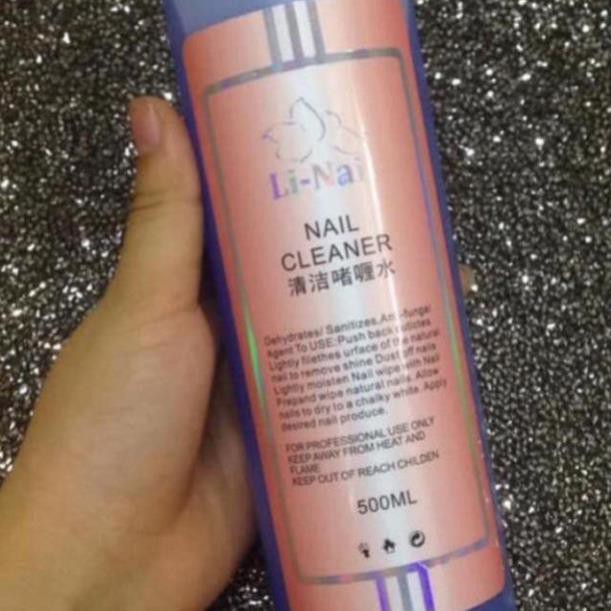 Li-Nai
NAIL
CLEANER
清洁啫喱水
Dehydrates/ Sanitizes,Anti-fungal
Agent To USE:Push back cuticles
Lightly filethes urface of the natural
nail to remove shine Dust off nails
Lightly moisten Nail wipe with Nail
Prepand wipe natural nails. Allow
nails to dry to a chalky white. Apply
desired nail produce.
FOR PROFESSIONAL USE ONLY
KEEP AWAY FROM HEAT AND
FLAME
KEEP OUT OF REACH CHILDEN
500ML